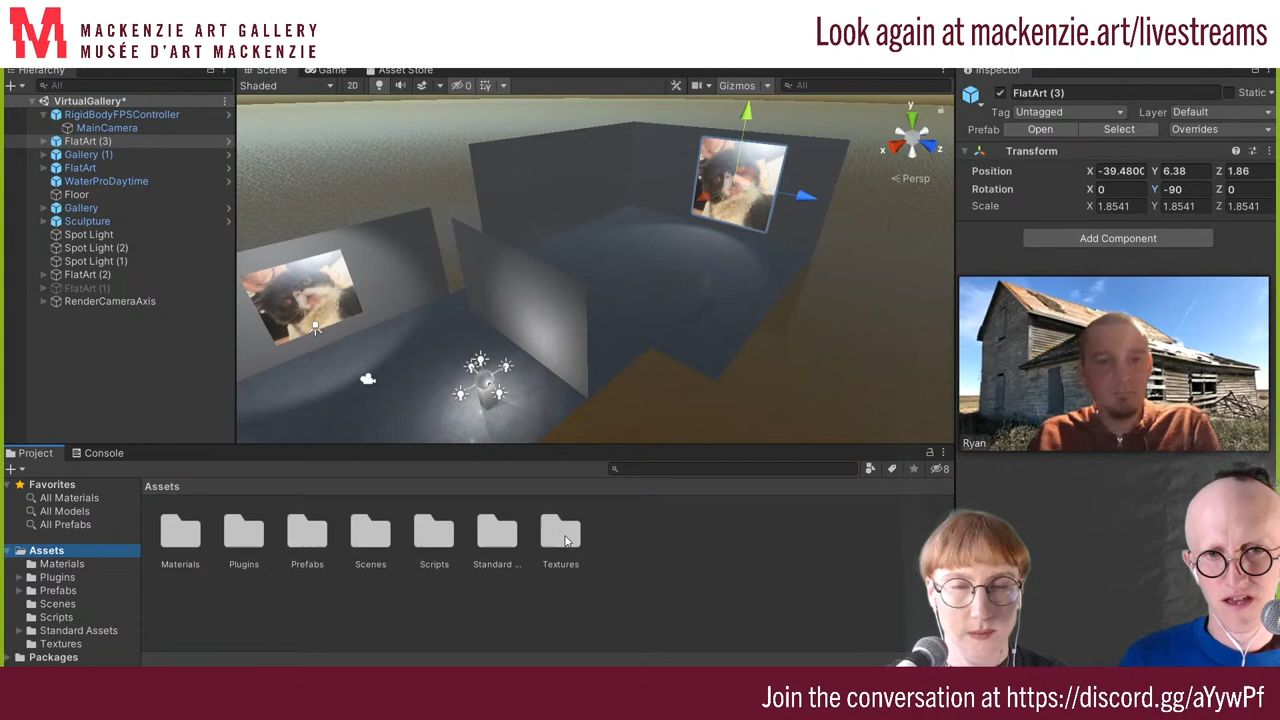 MACKENZIE ART GALLERY
MUSÉE D'ART MACKENZIE
Look again at mackenzie.art/livestreams
Hierarchy
Scene
Game
Asset Store
Inspector
All
Shaded
2D
0
Gizmos
All
VirtualGallery*
RigidBodyFPSController
MainCamera
FlatArt (3)
Gallery (1)
FlatArt
WaterProDaytime
Floor
Gallery
Sculpture
Spot Light
Spot Light (2)
Spot Light (1)
FlatArt (2)
FlatArt (1)
RenderCameraAxis
y
x
z
Persp
FlatArt (3)
Static
Tag Untagged Layer Default
Prefab Open Select Overrides
Transform
Position X -39.480 Y 6.38 Z 1.86
Rotation X 0 Y -90 Z 0
Scale X 1.8541 Y 1.8541 Z 1.8541
Add Component
Ryan
Project
Console
8
Favorites
All Materials
All Models
All Prefabs
Assets
Materials
Plugins
Prefabs
Scenes
Scripts
Standard Assets
Textures
Packages
Assets
Materials
Plugins
Prefabs
Scenes
Scripts
Standard ...
Textures
Join the conversation at https://discord.gg/aYywPf